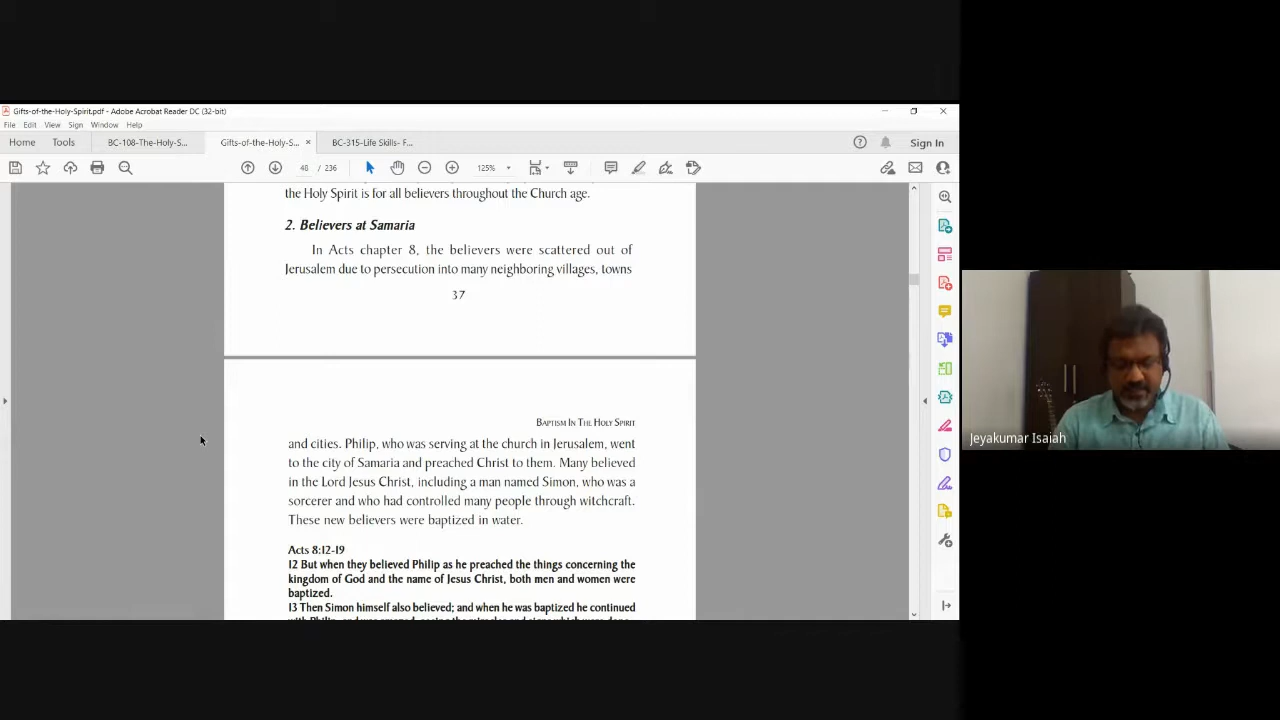 Gifts-of-the-Holy-Spirit.pdf - Adobe Acrobat Reader DC (32-bit)
File Edit View Sign Window Help
Home Tools BC-108-The-Holy-S... Gifts-of-the-Holy-S... × BC-315-Life Skills- F... Sign In
48 / 236 125%
the Holy Spirit is for all believers throughout the Church age.
2. Believers at Samaria
In Acts chapter 8, the believers were scattered out of
Jerusalem due to persecution into many neighboring villages, towns
37
BAPTISM IN THE HOLY SPIRIT
and cities. Philip, who was serving at the church in Jerusalem, went
to the city of Samaria and preached Christ to them. Many believed
in the Lord Jesus Christ, including a man named Simon, who was a
sorcerer and who had controlled many people through witchcraft.
These new believers were baptized in water.
Acts 8:12-19
12 But when they believed Philip as he preached the things concerning the
kingdom of God and the name of Jesus Christ, both men and women were
baptized.
13 Then Simon himself also believed; and when he was baptized he continued
Jeyakumar Isaiah